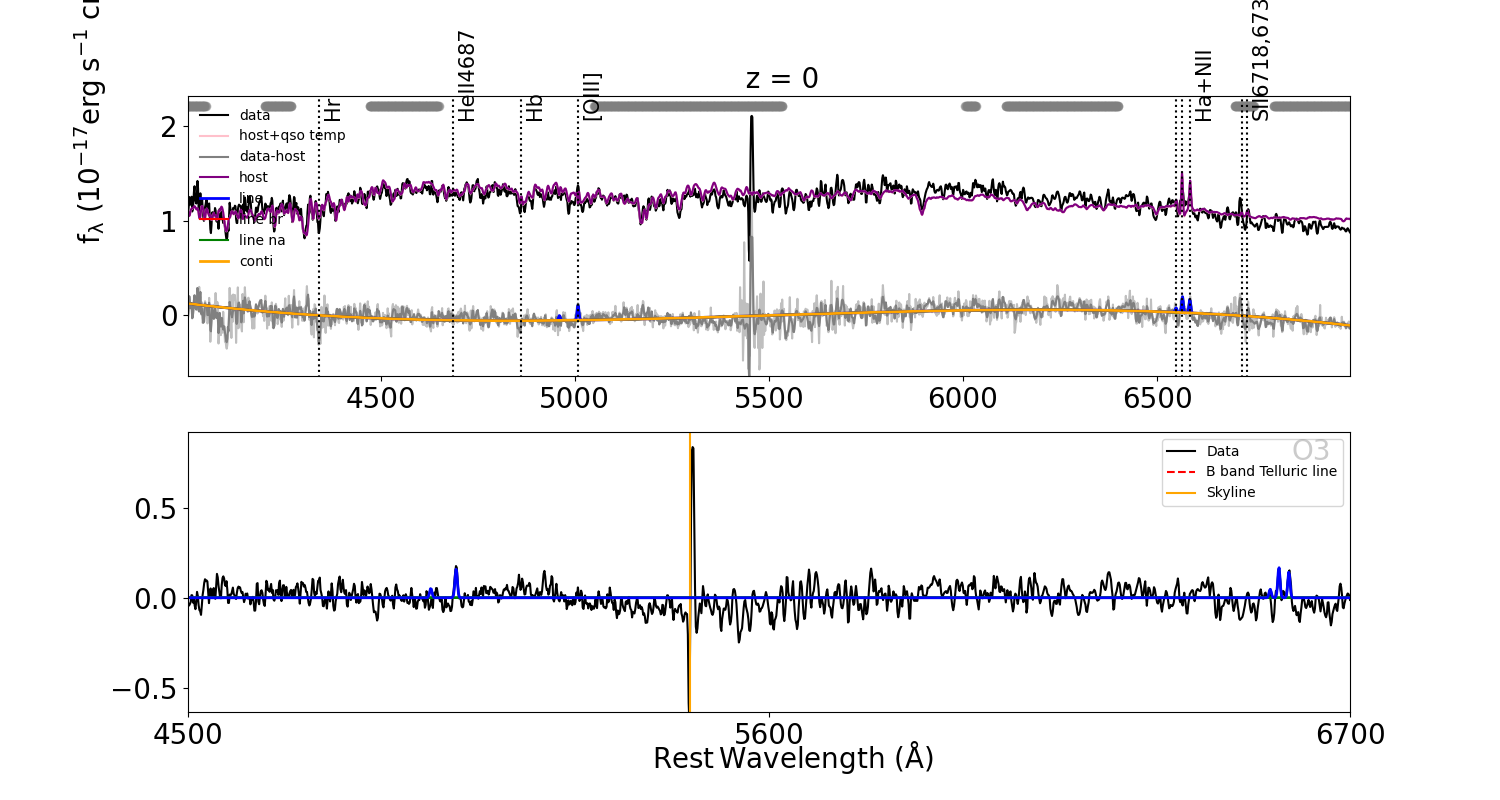 z = 0
f_λ (10^−17 erg s^−1
Hr
HeII4687
Hb
[OIII]
Ha+NII
SII6718,673
data
host+qso temp
data-host
host
line
line br
line na
conti
2
1
0
4500
5000
5500
6000
6500
O3
Data
B band Telluric line
Skyline
0.5
0.0
−0.5
4500
5600
6700
Rest Wavelength (Å)